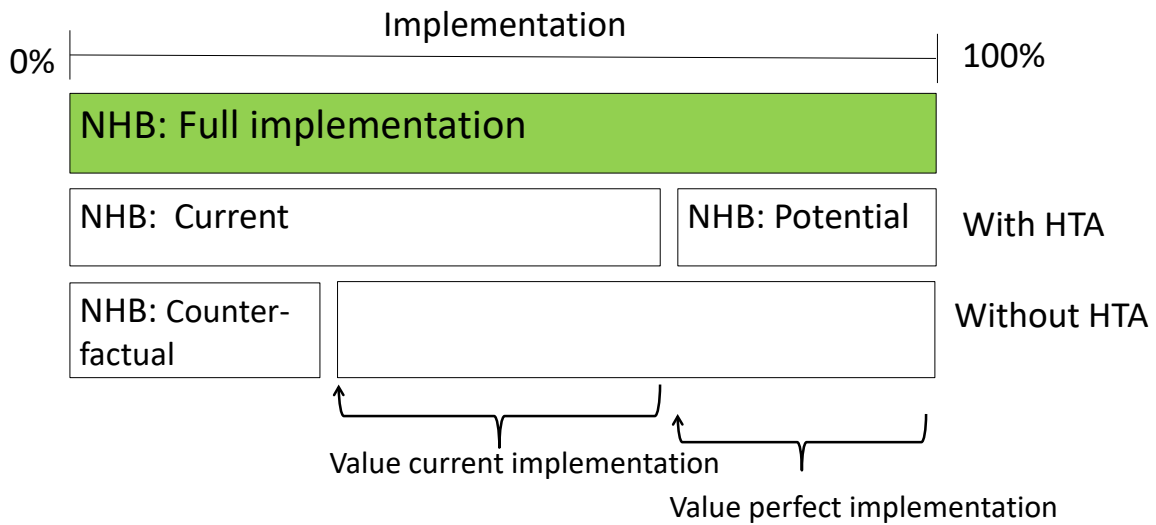 Implementation
0%
100%
NHB: Full implementation
NHB: Current
NHB: Potential
With HTA
NHB: Counter-
factual
Without HTA
Value current implementation
Value perfect implementation